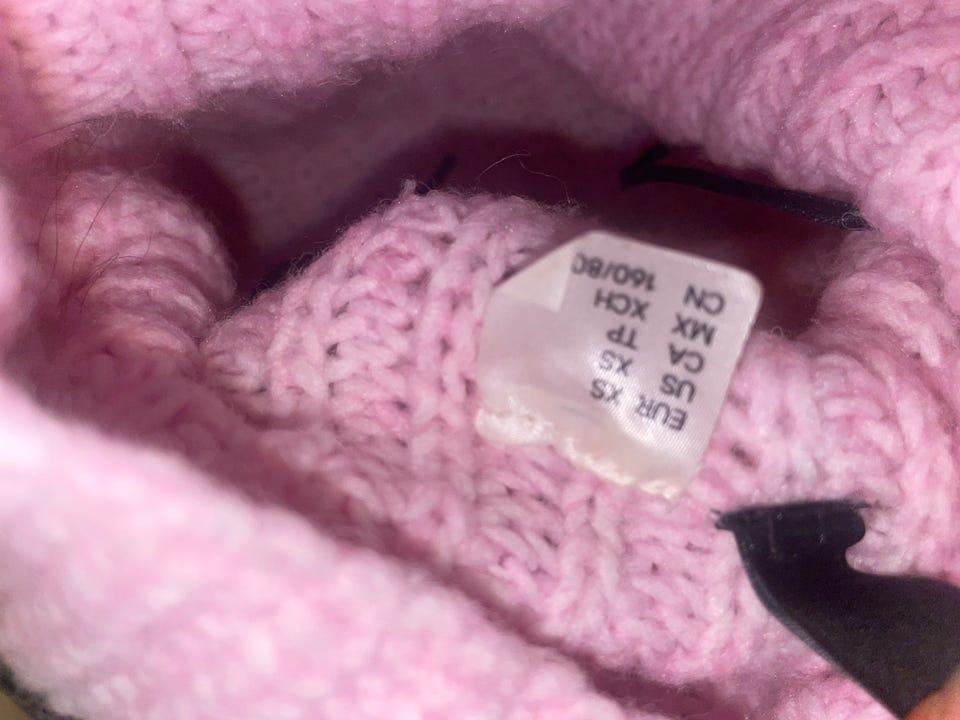 EUR XS
US XS
CA TP
MX XCH
CN 160/80